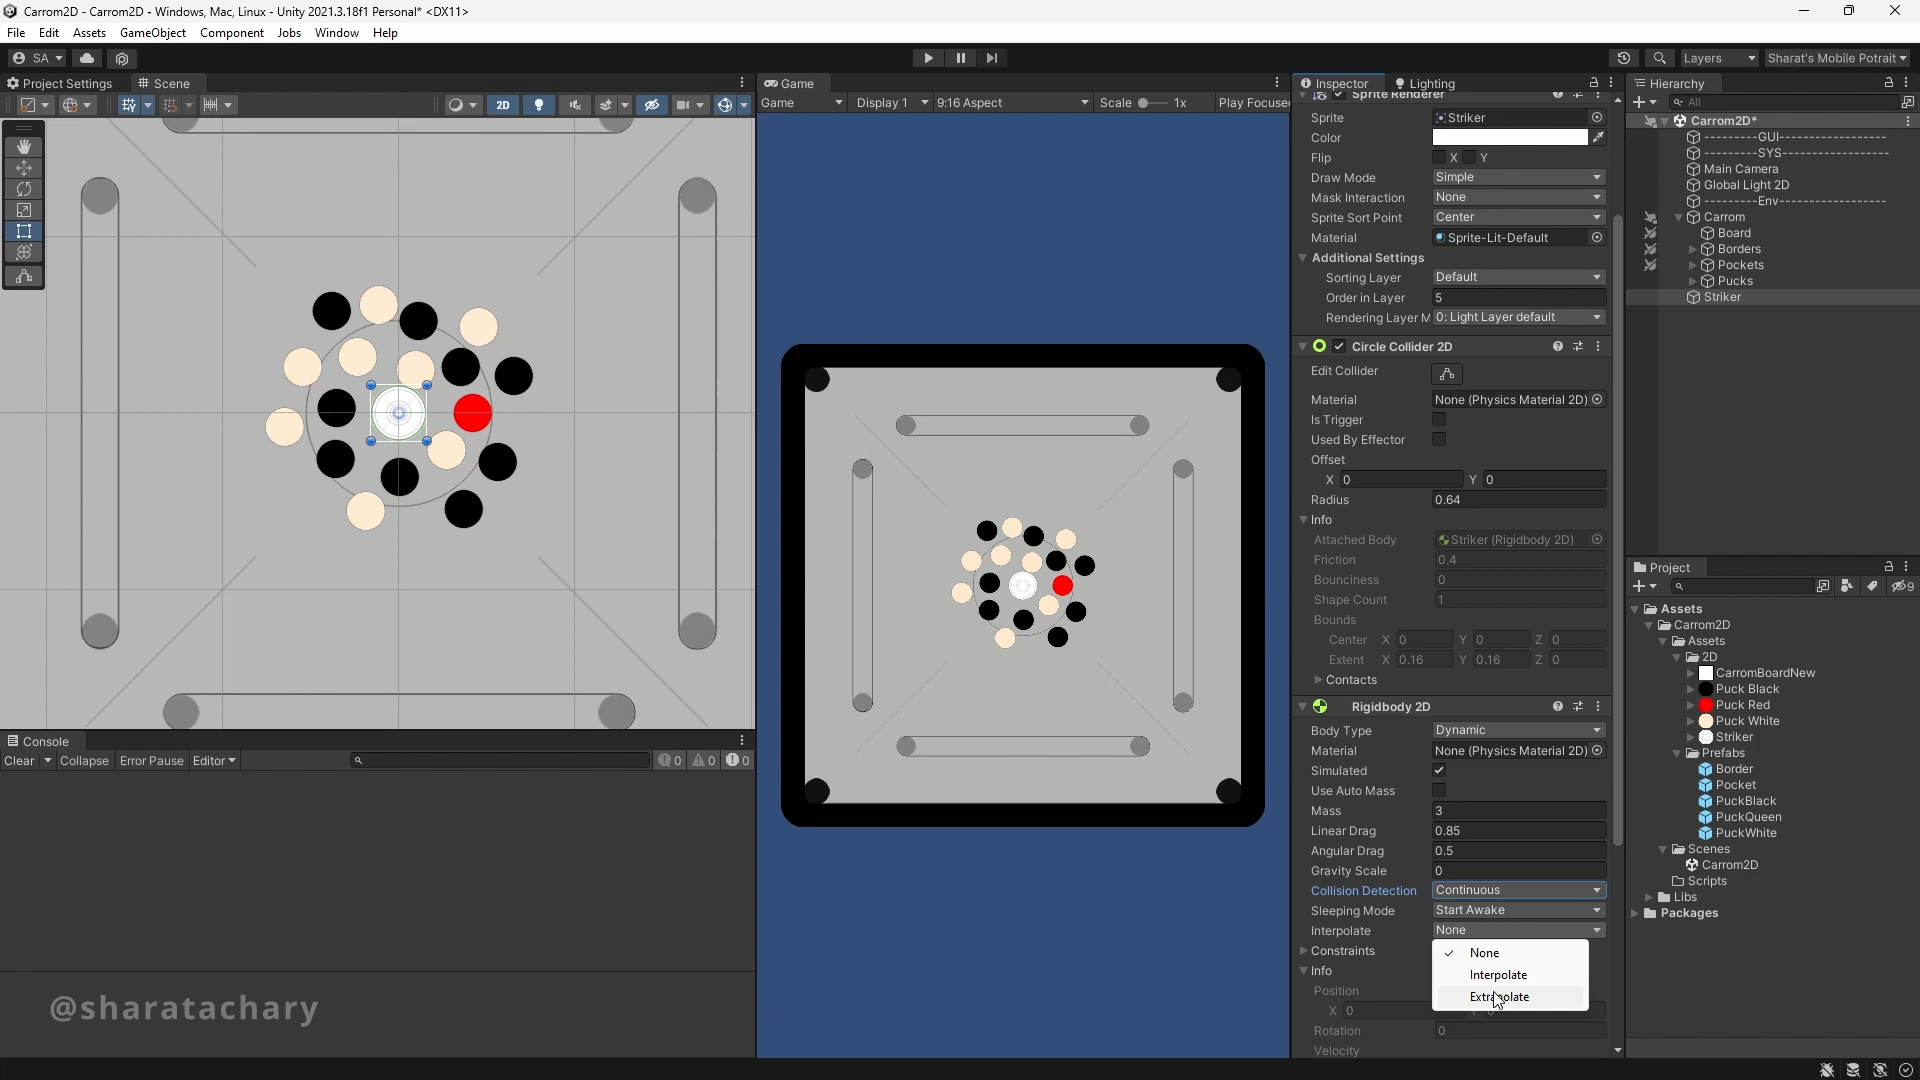 Carrom2D - Carrom2D - Windows, Mac, Linux - Unity 2021.3.18f1 Personal* <DX11>
File Edit Assets GameObject Component Jobs Window Help
SA Layers Sharat's Mobile Potrait
Project Settings Scene
2D
Console
Clear Collapse Error Pause Editor 0 0 0
@sharatachary
Game
Game Display 1 9:16 Aspect Scale 1x Play Focuse
Inspector Lighting
Sprite Renderer
Sprite Striker
Color
Flip X Y
Draw Mode Simple
Mask Interaction None
Sprite Sort Point Center
Material Sprite-Lit-Default
Additional Settings
Sorting Layer Default
Order in Layer 5
Rendering Layer M 0: Light Layer default
Circle Collider 2D
Edit Collider
Material None (Physics Material 2D)
Is Trigger
Used By Effector
Offset
X 0 Y 0
Radius 0.64
Info
Attached Body Striker (Rigidbody 2D)
Friction 0.4
Bounciness 0
Shape Count 1
Bounds
Center X 0 Y 0 Z 0
Extent X 0.16 Y 0.16 Z 0
Contacts
Rigidbody 2D
Body Type Dynamic
Material None (Physics Material 2D)
Simulated
Use Auto Mass
Mass 3
Linear Drag 0.85
Angular Drag 0.5
Gravity Scale 0
Collision Detection Continuous
Sleeping Mode Start Awake
Interpolate None
Constraints None
Info Interpolate
Position Extrapolate
X 0
Rotation 0
Velocity
Hierarchy
All
Carrom2D*
---------GUI------------------
---------SYS------------------
Main Camera
Global Light 2D
---------Env------------------
Carrom
Board
Borders
Pockets
Pucks
Striker
Project
9
Assets
Carrom2D
Assets
2D
CarromBoardNew
Puck Black
Puck Red
Puck White
Striker
Prefabs
Border
Pocket
PuckBlack
PuckQueen
PuckWhite
Scenes
Carrom2D
Scripts
Libs
Packages